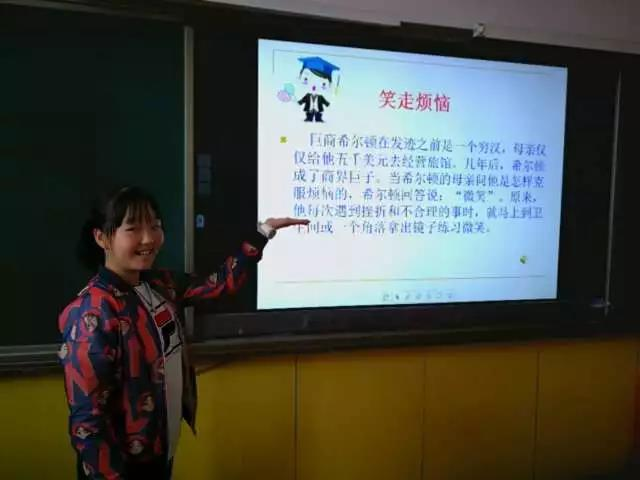 笑走烦恼
巨商希尔顿在发迹之前是一个穷汉，母亲仅
仅给他五千美元去经营旅馆。几年后，希尔顿
成了商界巨子。当希尔顿的母亲问他是怎样克
服烦恼的，希尔顿回答说：“微笑”。原来，
他每次遇到挫折和不合理的事时，就马上到卫
生间或一个角落拿出镜子练习微笑。